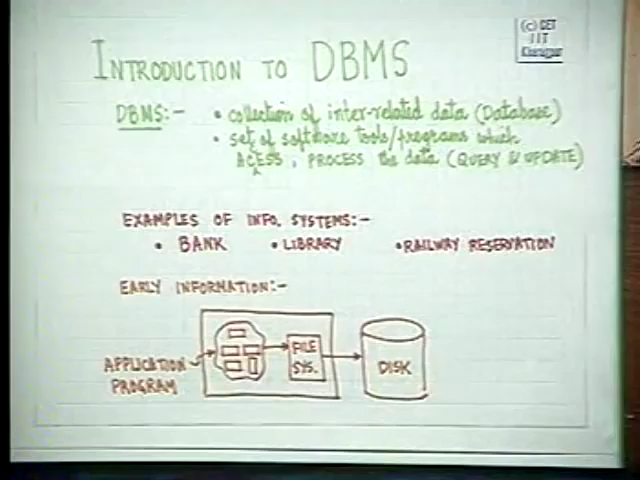 (C) CET
IIT
Kharagpur
INTRODUCTION TO DBMS
DBMS:- • collection of inter-related data (Database)
• set of software tools/programs which
ACESS, PROCESS the data (QUERY & UPDATE)
EXAMPLES OF INFO. SYSTEMS:-
• BANK • LIBRARY • RAILWAY RESERVATION
EARLY INFORMATION:-
APPLICATION
PROGRAM
FILE
SYS.
DISK